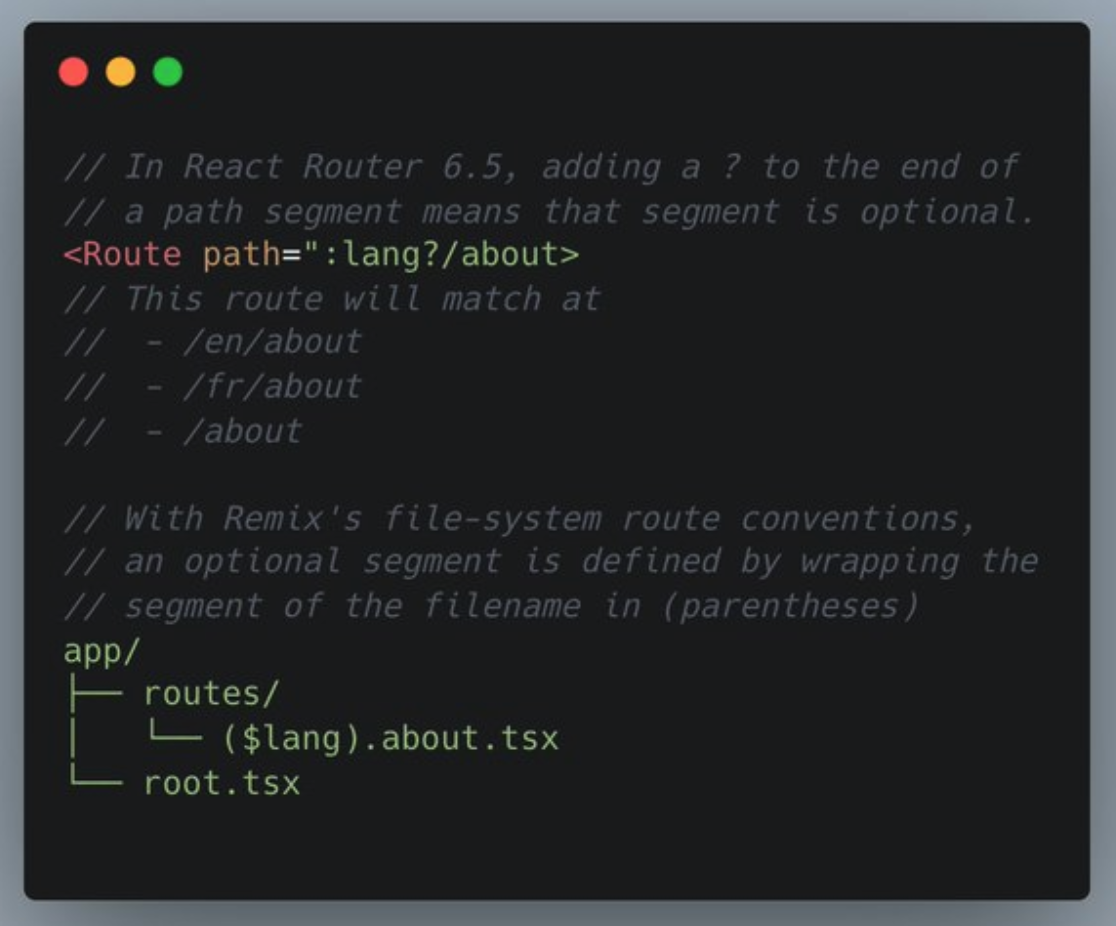 // In React Router 6.5, adding a ? to the end of
// a path segment means that segment is optional.
<Route path=":lang?/about>
// This route will match at
//  - /en/about
//  - /fr/about
//  - /about
// With Remix's file-system route conventions,
// an optional segment is defined by wrapping the
// segment of the filename in (parentheses)
app/
├── routes/
│   └── ($lang).about.tsx
└── root.tsx